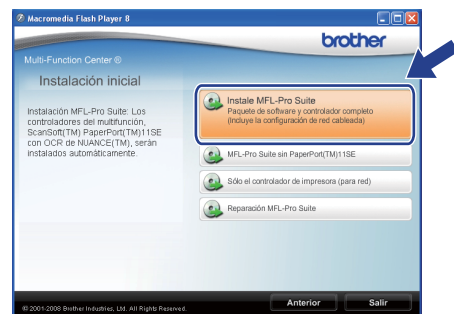 Macromedia Flash Player 8
brother
Multi-Function Center ®
Instalación inicial
Instalación MFL-Pro Suite: Los
controladores del multifunción,
ScanSoft(TM) PaperPort(TM)11SE
con OCR de NUANCE(TM), serán
instalados automáticamente.
Instale MFL-Pro Suite
Paquete de software y controlador completo
(Incluye la configuración de red cableada)
MFL-Pro Suite sin PaperPort(TM)11SE
Sólo el controlador de impresora (para red)
Reparación MFL-Pro Suite
© 2001-2008 Brother Industries, Ltd. All Rights Reserved.
Anterior
Salir